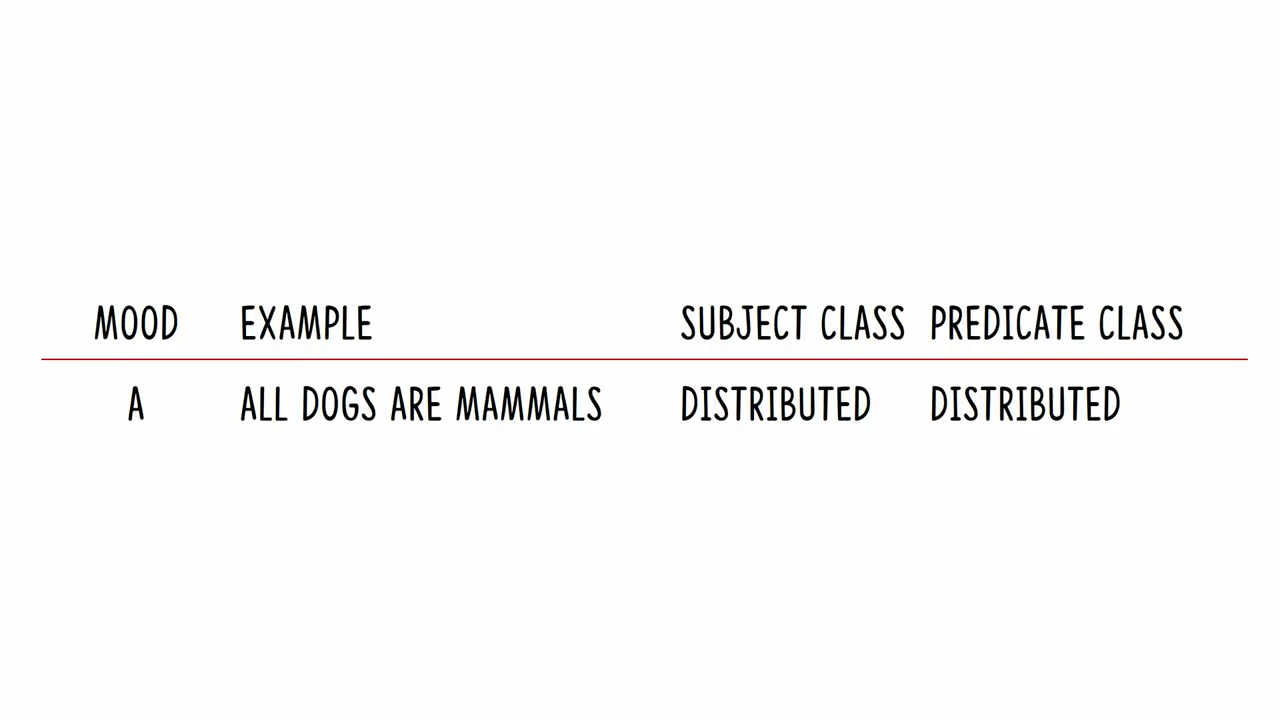 MOOD EXAMPLE SUBJECT CLASS PREDICATE CLASS
A ALL DOGS ARE MAMMALS DISTRIBUTED DISTRIBUTED